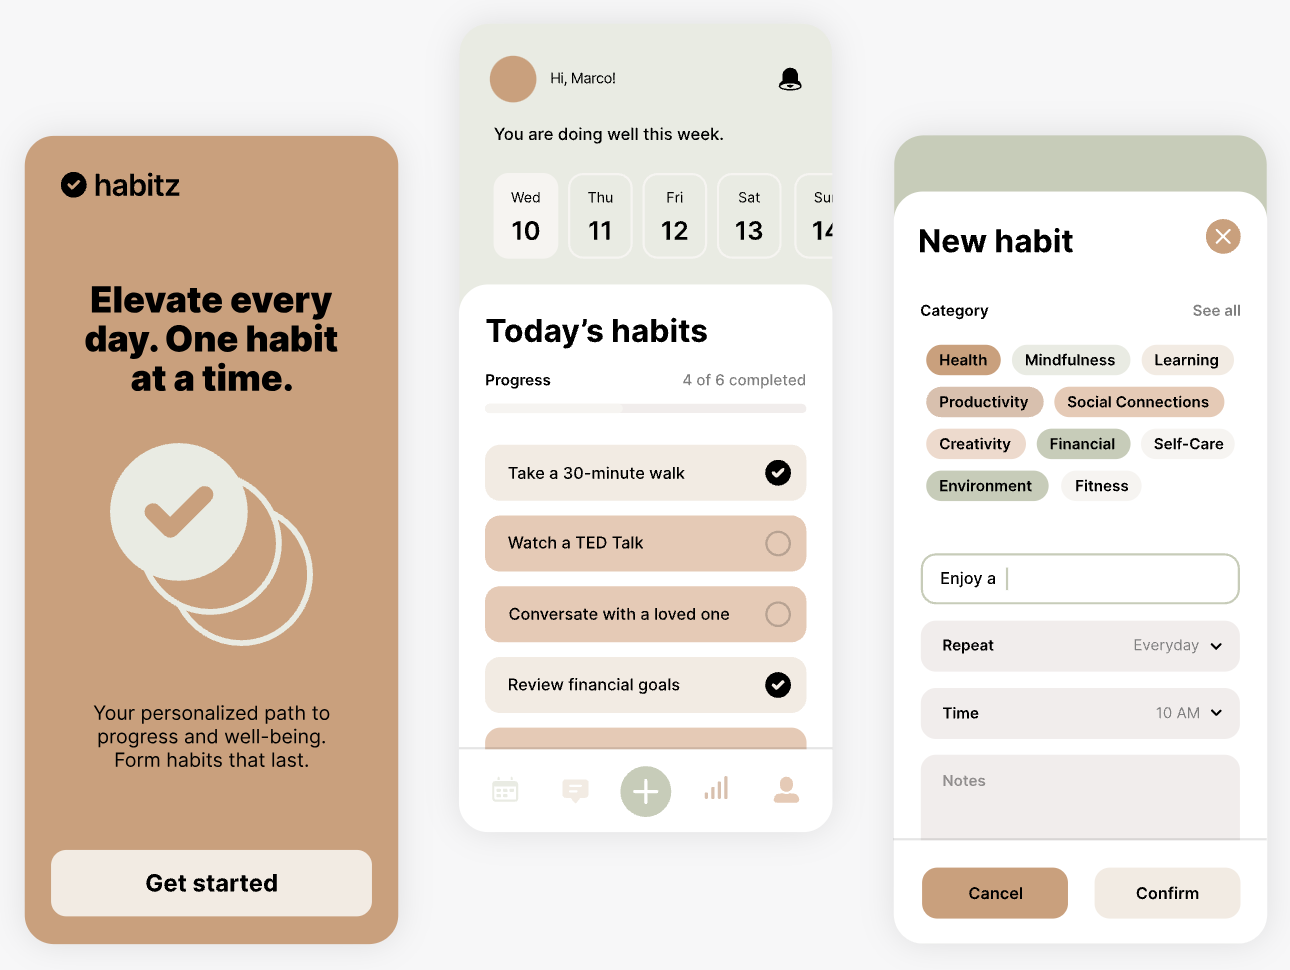 habitz
Elevate every
day. One habit
at a time.
Your personalized path to
progress and well-being.
Form habits that last.
Get started
Hi, Marco!
You are doing well this week.
Wed Thu Fri Sat Su
10 11 12 13 14
Today’s habits
Progress 4 of 6 completed
Take a 30-minute walk
Watch a TED Talk
Conversate with a loved one
Review financial goals
New habit
Category See all
Health Mindfulness Learning
Productivity Social Connections
Creativity Financial Self-Care
Environment Fitness
Enjoy a
Repeat Everyday
Time 10 AM
Notes
Cancel Confirm